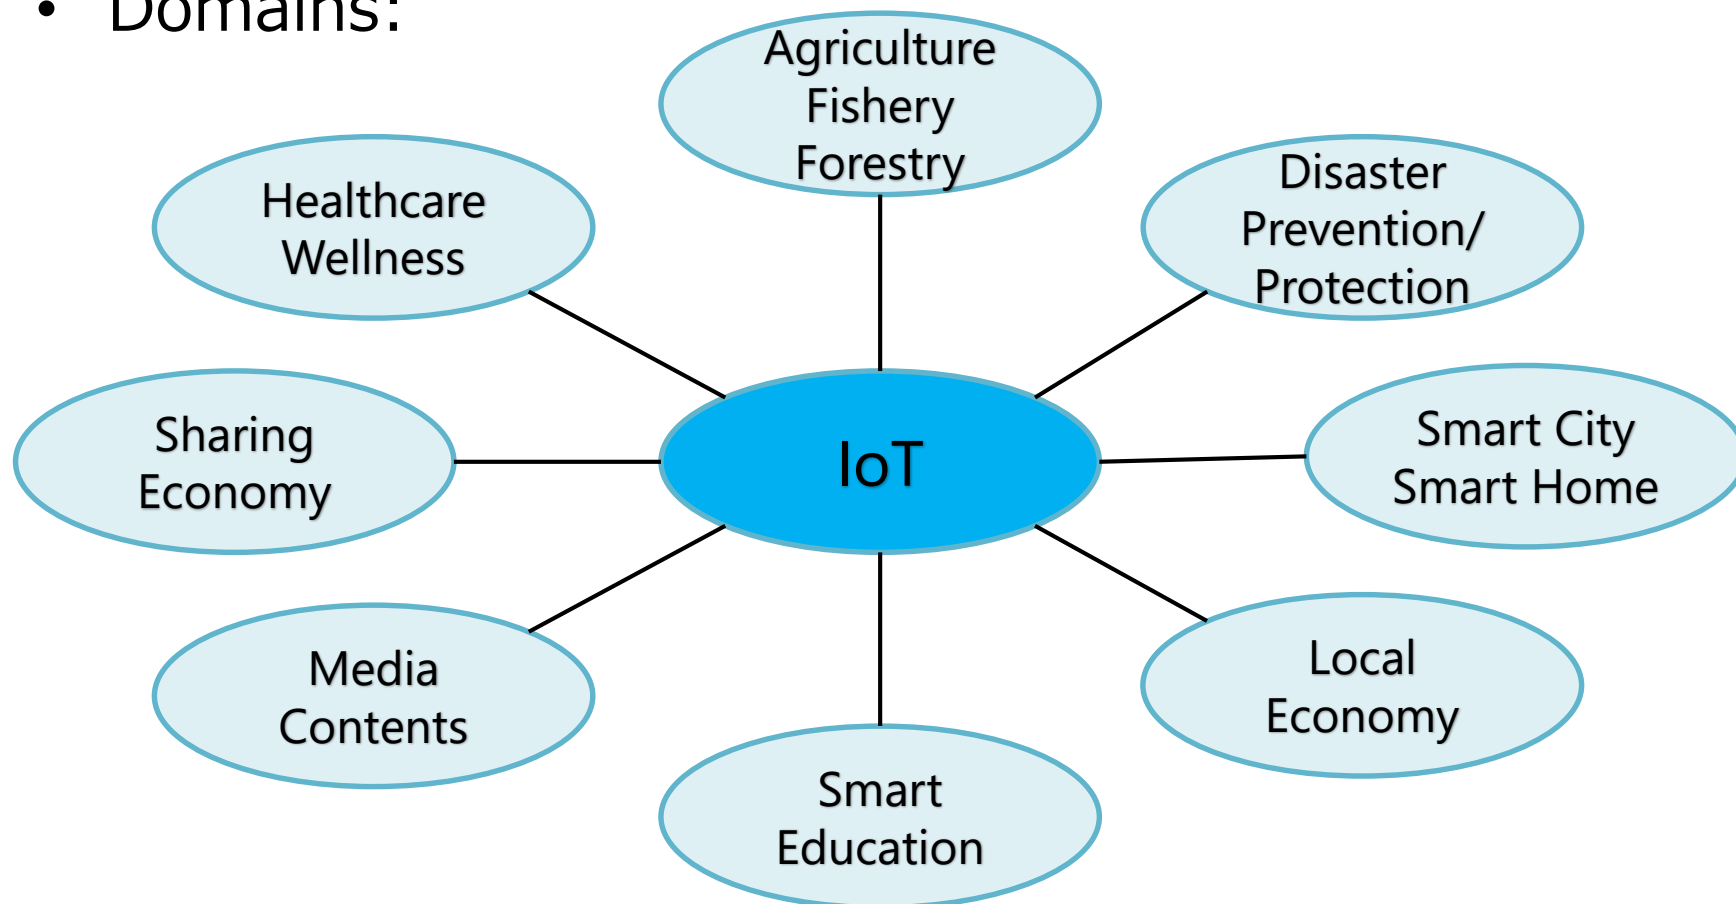 • Domains:
Agriculture
Fishery
Forestry
Healthcare
Wellness
Disaster
Prevention/
Protection
Sharing
Economy
IoT
Smart City
Smart Home
Media
Contents
Local
Economy
Smart
Education